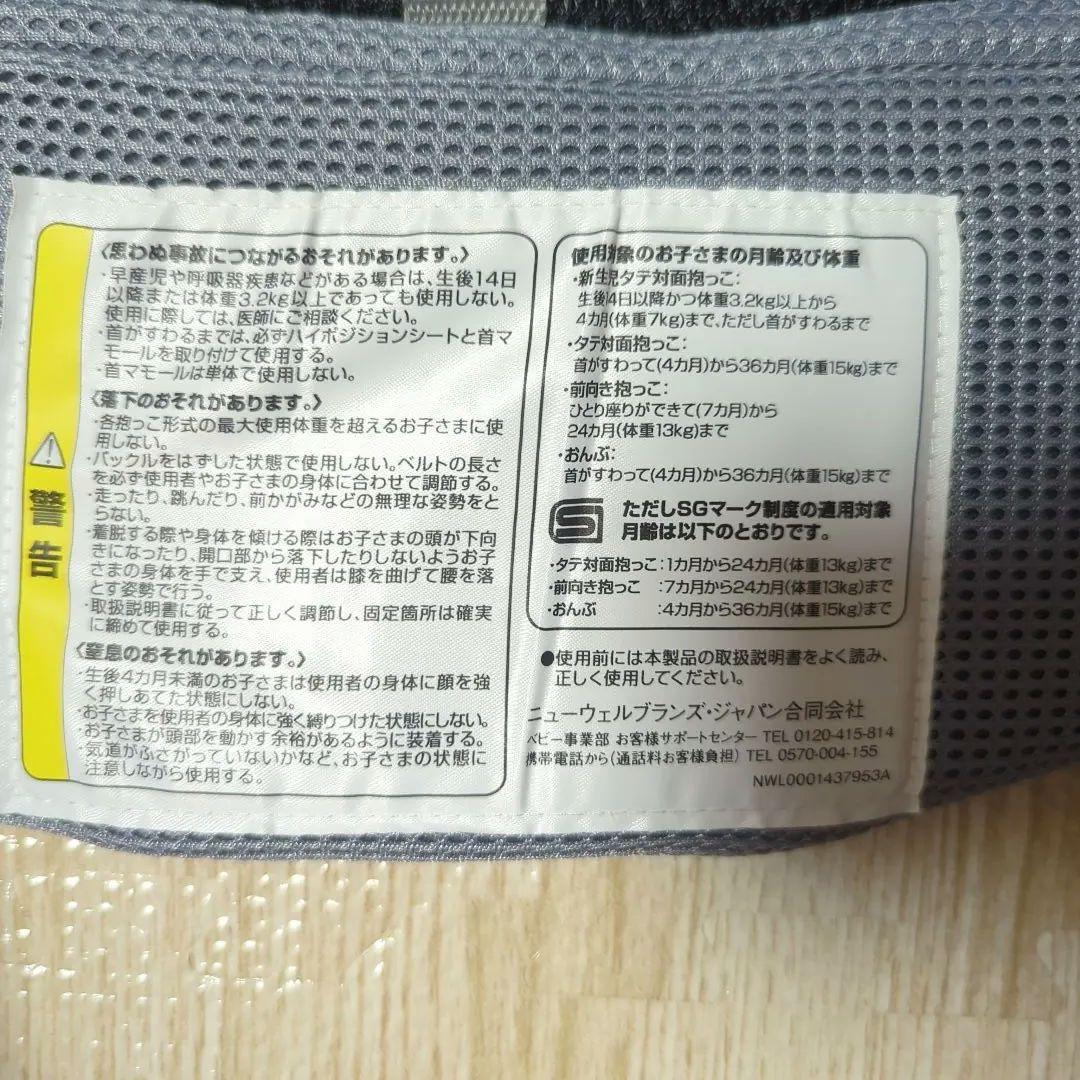 警告
〈思わぬ事故につながるおそれがあります。〉
・早産児や呼吸器疾患などがある場合は、生後14日
以降または体重3.2kg以上であっても使用しない。
使用に際しては、医師にご相談ください。
・首がすわるまでは、必ずハイポジションシートと首マ
モールを取り付けて使用する。
・首マモールは単体で使用しない。
〈落下のおそれがあります。〉
・各抱っこ形式の最大使用体重を超えるお子さまに使
用しない。
・バックルをはずした状態で使用しない。ベルトの長さ
を必ず使用者やお子さまの身体に合わせて調節する。
・走ったり、跳んだり、前かがみなどの無理な姿勢をと
らない。
・着脱する際や身体を傾ける際はお子さまの頭が下向
きになったり、開口部から落下したりしないようお子
さまの身体を手で支え、使用者は膝を曲げて腰を落
とす姿勢で行う。
・取扱説明書に従って正しく調節し、固定箇所は確実
に締めて使用する。
〈窒息のおそれがあります。〉
・生後4カ月未満のお子さまは使用者の身体に顔を強
く押しあてた状態にしない。
・お子さまを使用者の身体に強く縛りつけた状態にしない。
・お子さまが頭部を動かす余裕があるように装着する。
・気道がふさがっていないかなど、お子さまの状態に
注意しながら使用する。
使用対象のお子さまの月齢及び体重
・新生児タテ対面抱っこ:
生後14日以降かつ体重3.2kg以上から
4カ月(体重7kg)まで、ただし首がすわるまで
・タテ対面抱っこ:
首がすわって(4カ月)から36カ月(体重15kg)まで
・前向き抱っこ:
ひとり座りができて(7カ月)から
24カ月(体重13kg)まで
・おんぶ:
首がすわって(4カ月)から36カ月(体重15kg)まで
S ただしSGマーク制度の適用対象
月齢は以下のとおりです。
・タテ対面抱っこ:1カ月から24カ月(体重13kg)まで
・前向き抱っこ :7カ月から24カ月(体重13kg)まで
・おんぶ :4カ月から36カ月(体重15kg)まで
●使用前には本製品の取扱説明書をよく読み、
正しく使用してください。
ニューウェルブランズ・ジャパン合同会社
ベビー事業部 お客様サポートセンター TEL 0120-415-814
携帯電話から(通話料お客様負担) TEL 0570-004-155
NWL0001437953A